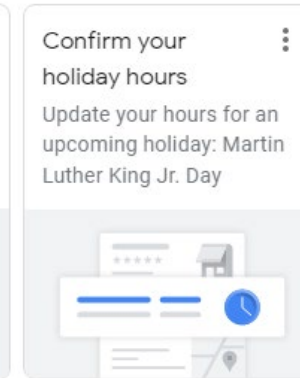 Confirm your
holiday hours
Update your hours for an
upcoming holiday: Martin
Luther King Jr. Day